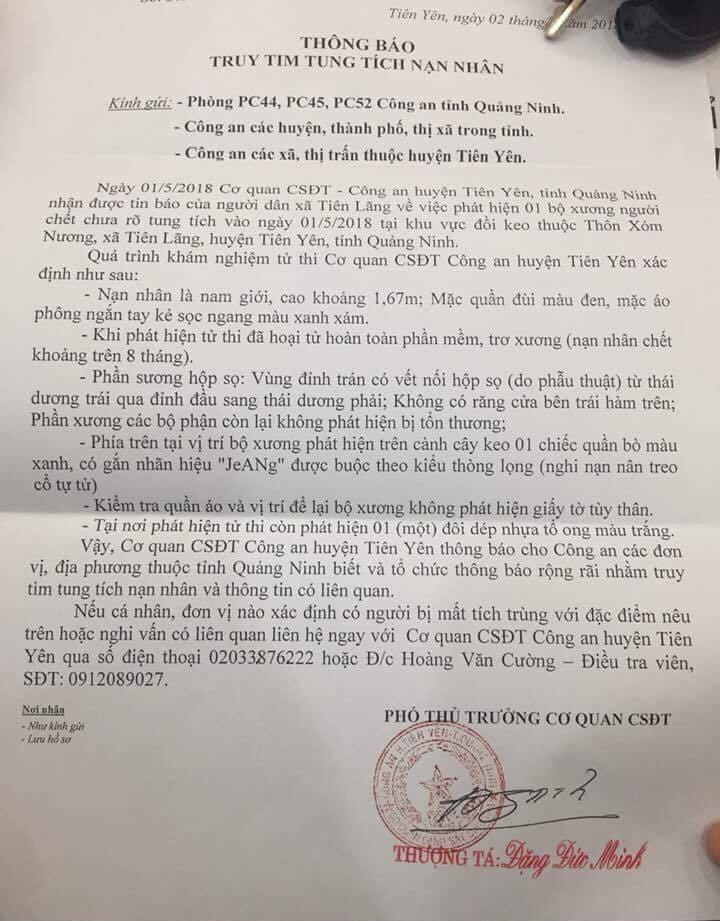 Tiên Yên, ngày 02 tháng năm 201
THÔNG BÁO
TRUY TIM TUNG TÍCH NẠN NHÂN
Kính gửi: - Phòng PC44, PC45, PC52 Công an tỉnh Quảng Ninh.
- Công an các huyện, thành phố, thị xã trong tỉnh.
- Công an các xã, thị trấn thuộc huyện Tiên Yên.
Ngày 01/5/2018 Cơ quan CSĐT - Công an huyện Tiên Yên, tỉnh Quảng Ninh
nhận được tin báo của người dân xã Tiên Lãng về việc phát hiện 01 bộ xương người
chết chưa rõ tung tích vào ngày 01/5/2018 tại khu vực đồi keo thuộc Thôn Xóm
Nương, xã Tiên Lãng, huyện Tiên Yên, tỉnh Quảng Ninh.
Quá trình khám nghiệm tử thi Cơ quan CSĐT Công an huyện Tiên Yên xác
định như sau:
- Nạn nhân là nam giới, cao khoảng 1,67m; Mặc quần đùi màu đen, mặc áo
phông ngắn tay kẻ sọc ngang màu xanh xám.
- Khi phát hiện tử thi đã hoại tử hoàn toàn phần mềm, trơ xương (nạn nhân chết
khoảng trên 8 tháng).
- Phần sương hộp sọ: Vùng đỉnh trán có vết nối hộp sọ (do phẫu thuật) từ thái
dương trái qua đỉnh đầu sang thái dương phải; Không có răng cửa bên trái hàm trên;
Phần xương các bộ phận còn lại không phát hiện bị tổn thương;
- Phía trên tại vị trí bộ xương phát hiện trên cành cây keo 01 chiếc quần bò màu
xanh, có gắn nhãn hiệu "JeANg" được buộc theo kiểu thòng lọng (nghi nạn nân treo
cổ tự tử)
- Kiểm tra quần áo và vị trí để lại bộ xương không phát hiện giấy tờ tùy thân.
- Tại nơi phát hiện tử thi còn phát hiện 01 (một) đôi dép nhựa tổ ong màu trắng.
Vậy, Cơ quan CSĐT Công an huyện Tiên Yên thông báo cho Công an các đơn
vị, địa phương thuộc tỉnh Quảng Ninh biết và tổ chức thông báo rộng rãi nhằm truy
tìm tung tích nạn nhân và thông tin có liên quan.
Nếu cá nhân, đơn vị nào xác định có người bị mất tích trùng với đặc điểm nêu
trên hoặc nghi vấn có liên quan liên hệ ngay với Cơ quan CSĐT Công an huyện Tiên
Yên qua số điện thoại 02033876222 hoặc Đ/c Hoàng Văn Cường – Điều tra viên,
SĐT: 0912089027.
Nơi nhận
- Như kính gửi
- Lưu hồ sơ
PHÓ THỦ TRƯỞNG CƠ QUAN CSĐT
THƯỢNG TÁ: Đặng Đức Minh